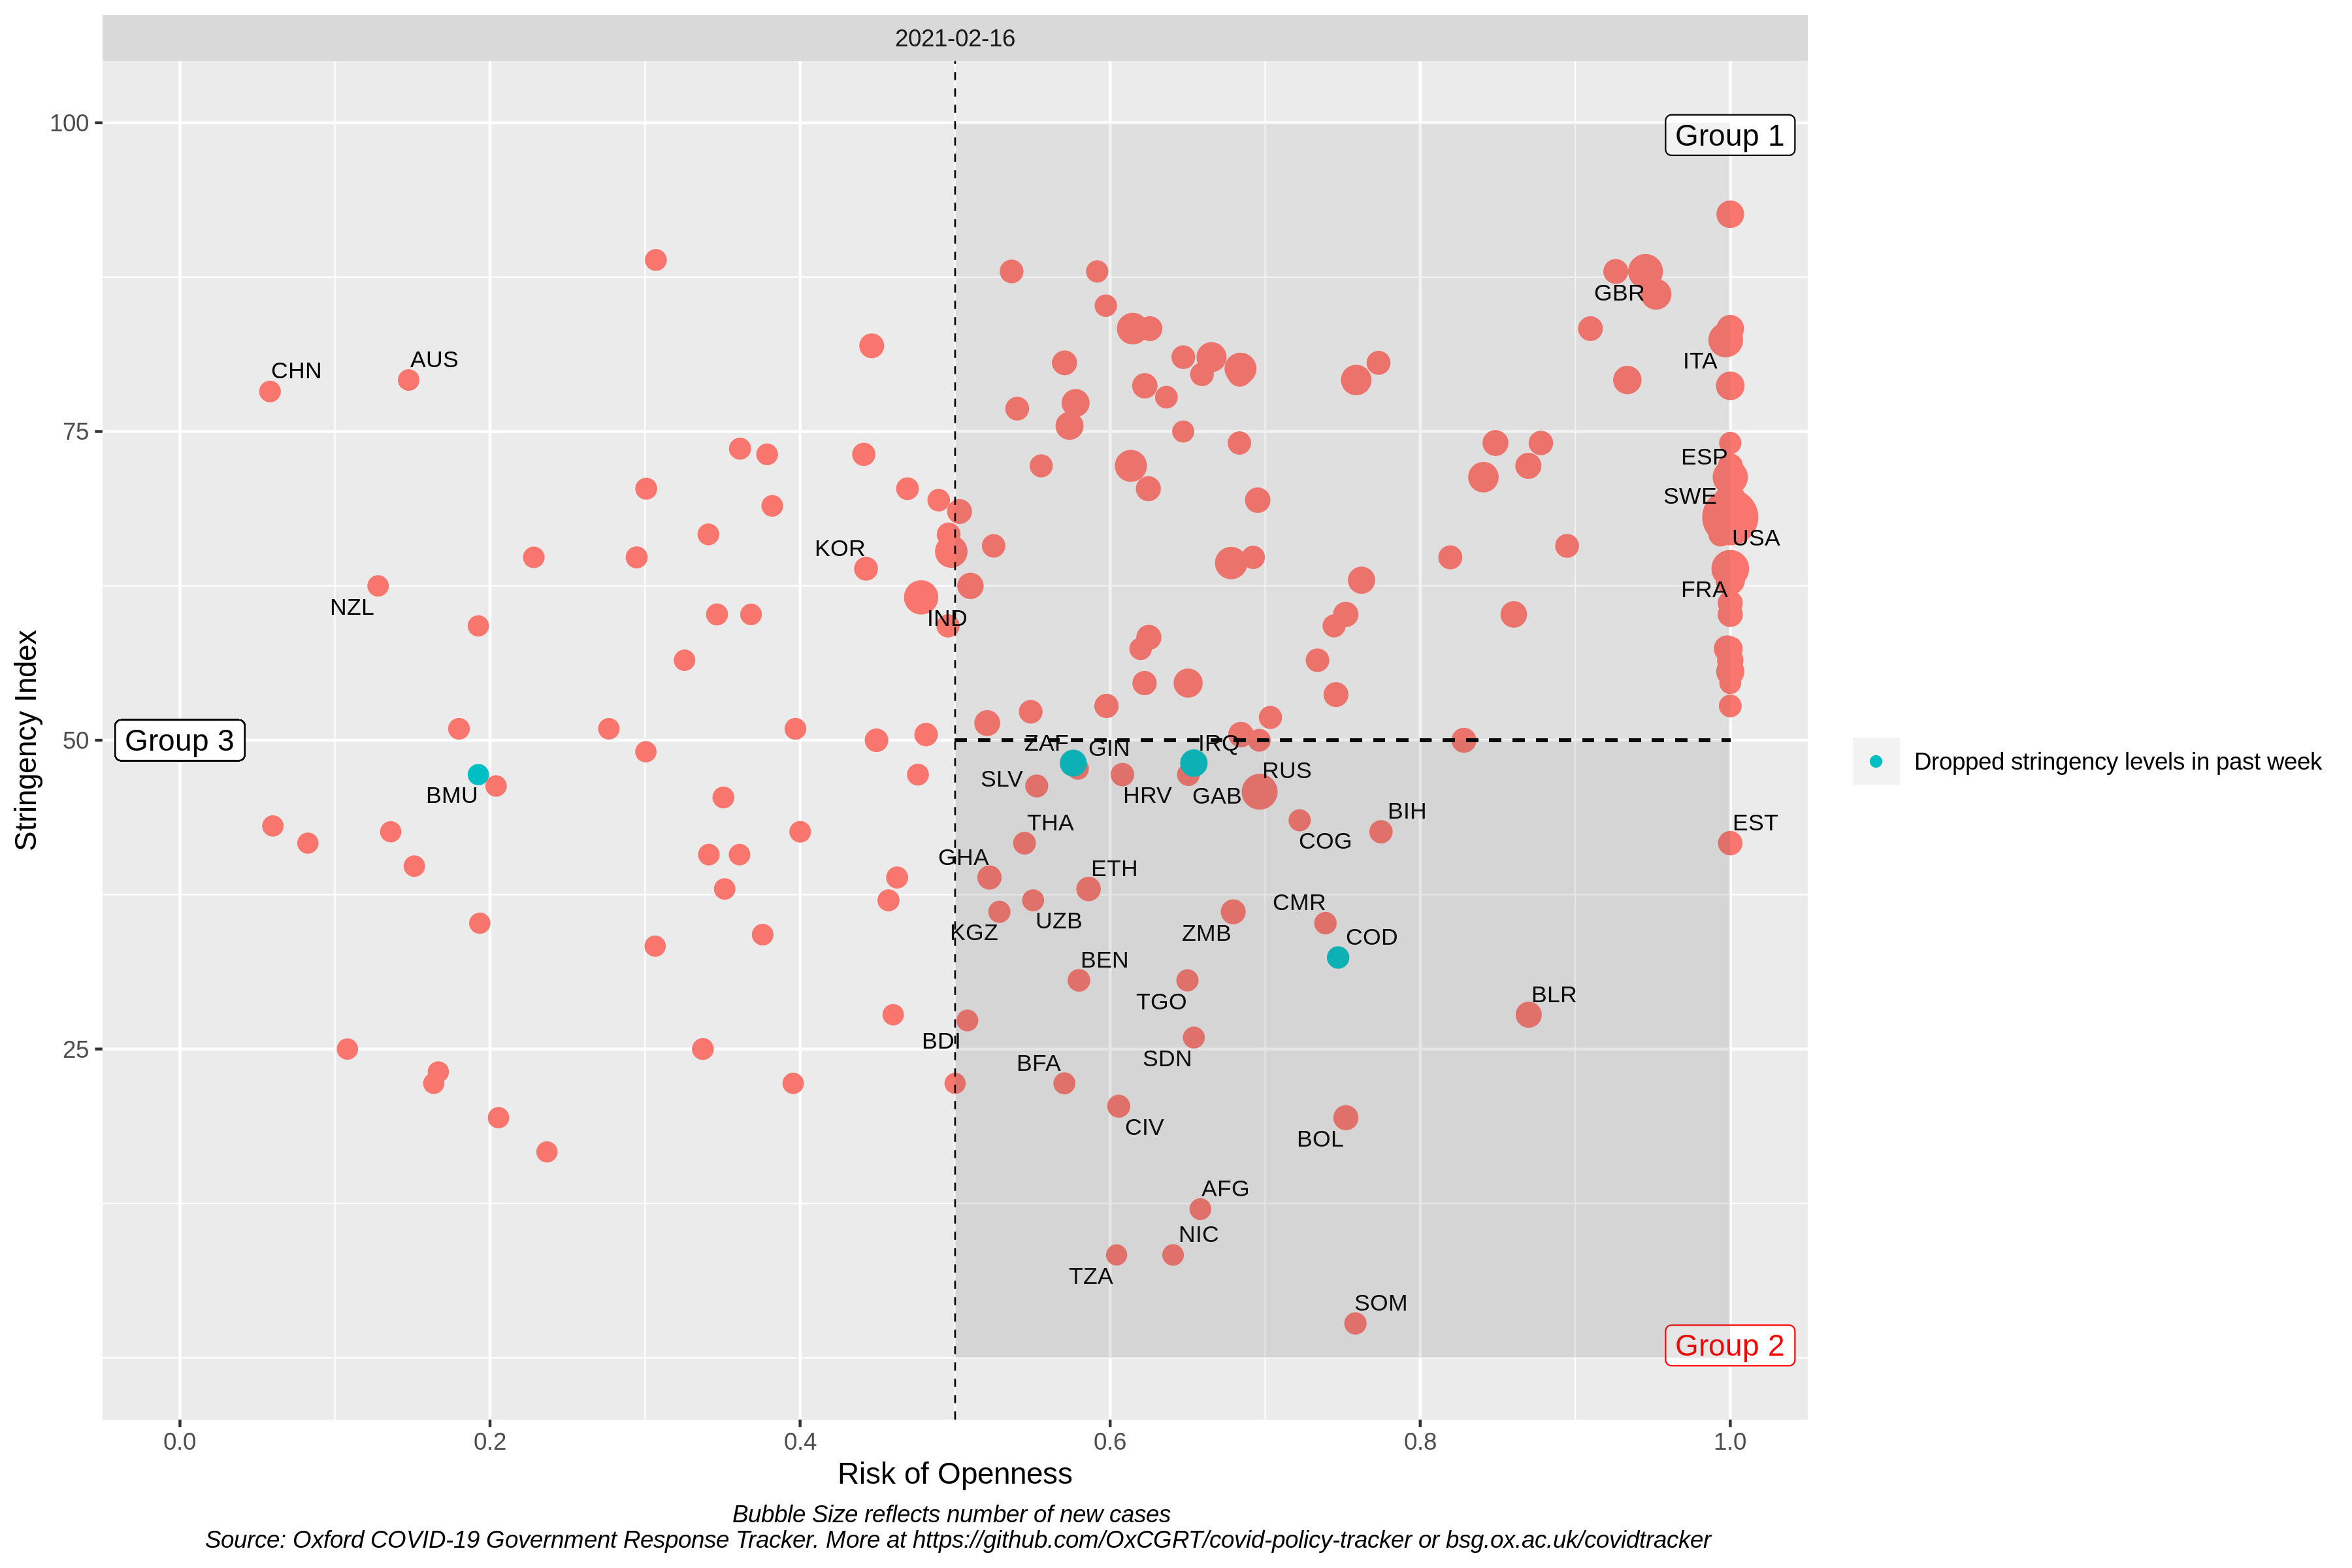 2021-02-16
100
Group 1
GBR
CHN
AUS
ITA
75
ESP
SWE
USA
KOR
FRA
NZL
IND
Stringency Index
50
Group 3
ZAF
GIN
IRQ
Dropped stringency levels in past week
RUS
SLV
BMU
HRV
GAB
BIH
THA
EST
COG
GHA
ETH
CMR
UZB
KGZ
ZMB
COD
BEN
BLR
TGO
25
BDI
SDN
BFA
CIV
BOL
AFG
NIC
TZA
SOM
Group 2
0.0
0.2
0.4
0.6
0.8
1.0
Risk of Openness
Bubble Size reflects number of new cases
Source: Oxford COVID-19 Government Response Tracker. More at https://github.com/OxCGRT/covid-policy-tracker or bsg.ox.ac.uk/covidtracker